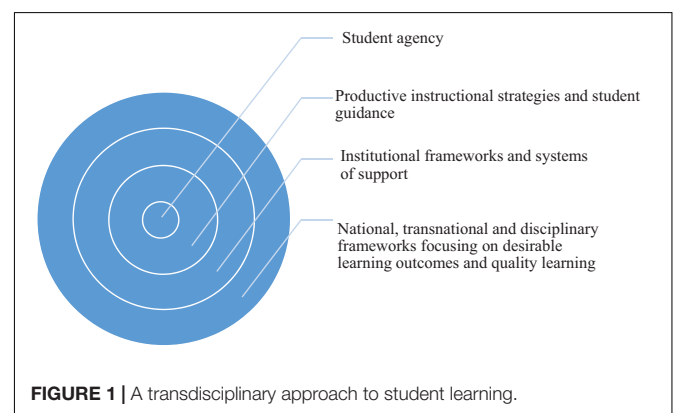 Student agency
Productive instructional strategies and student
guidance
Institutional frameworks and systems
of support
National, transnational and disciplinary
frameworks focusing on desirable
learning outcomes and quality learning
FIGURE 1 | A transdisciplinary approach to student learning.